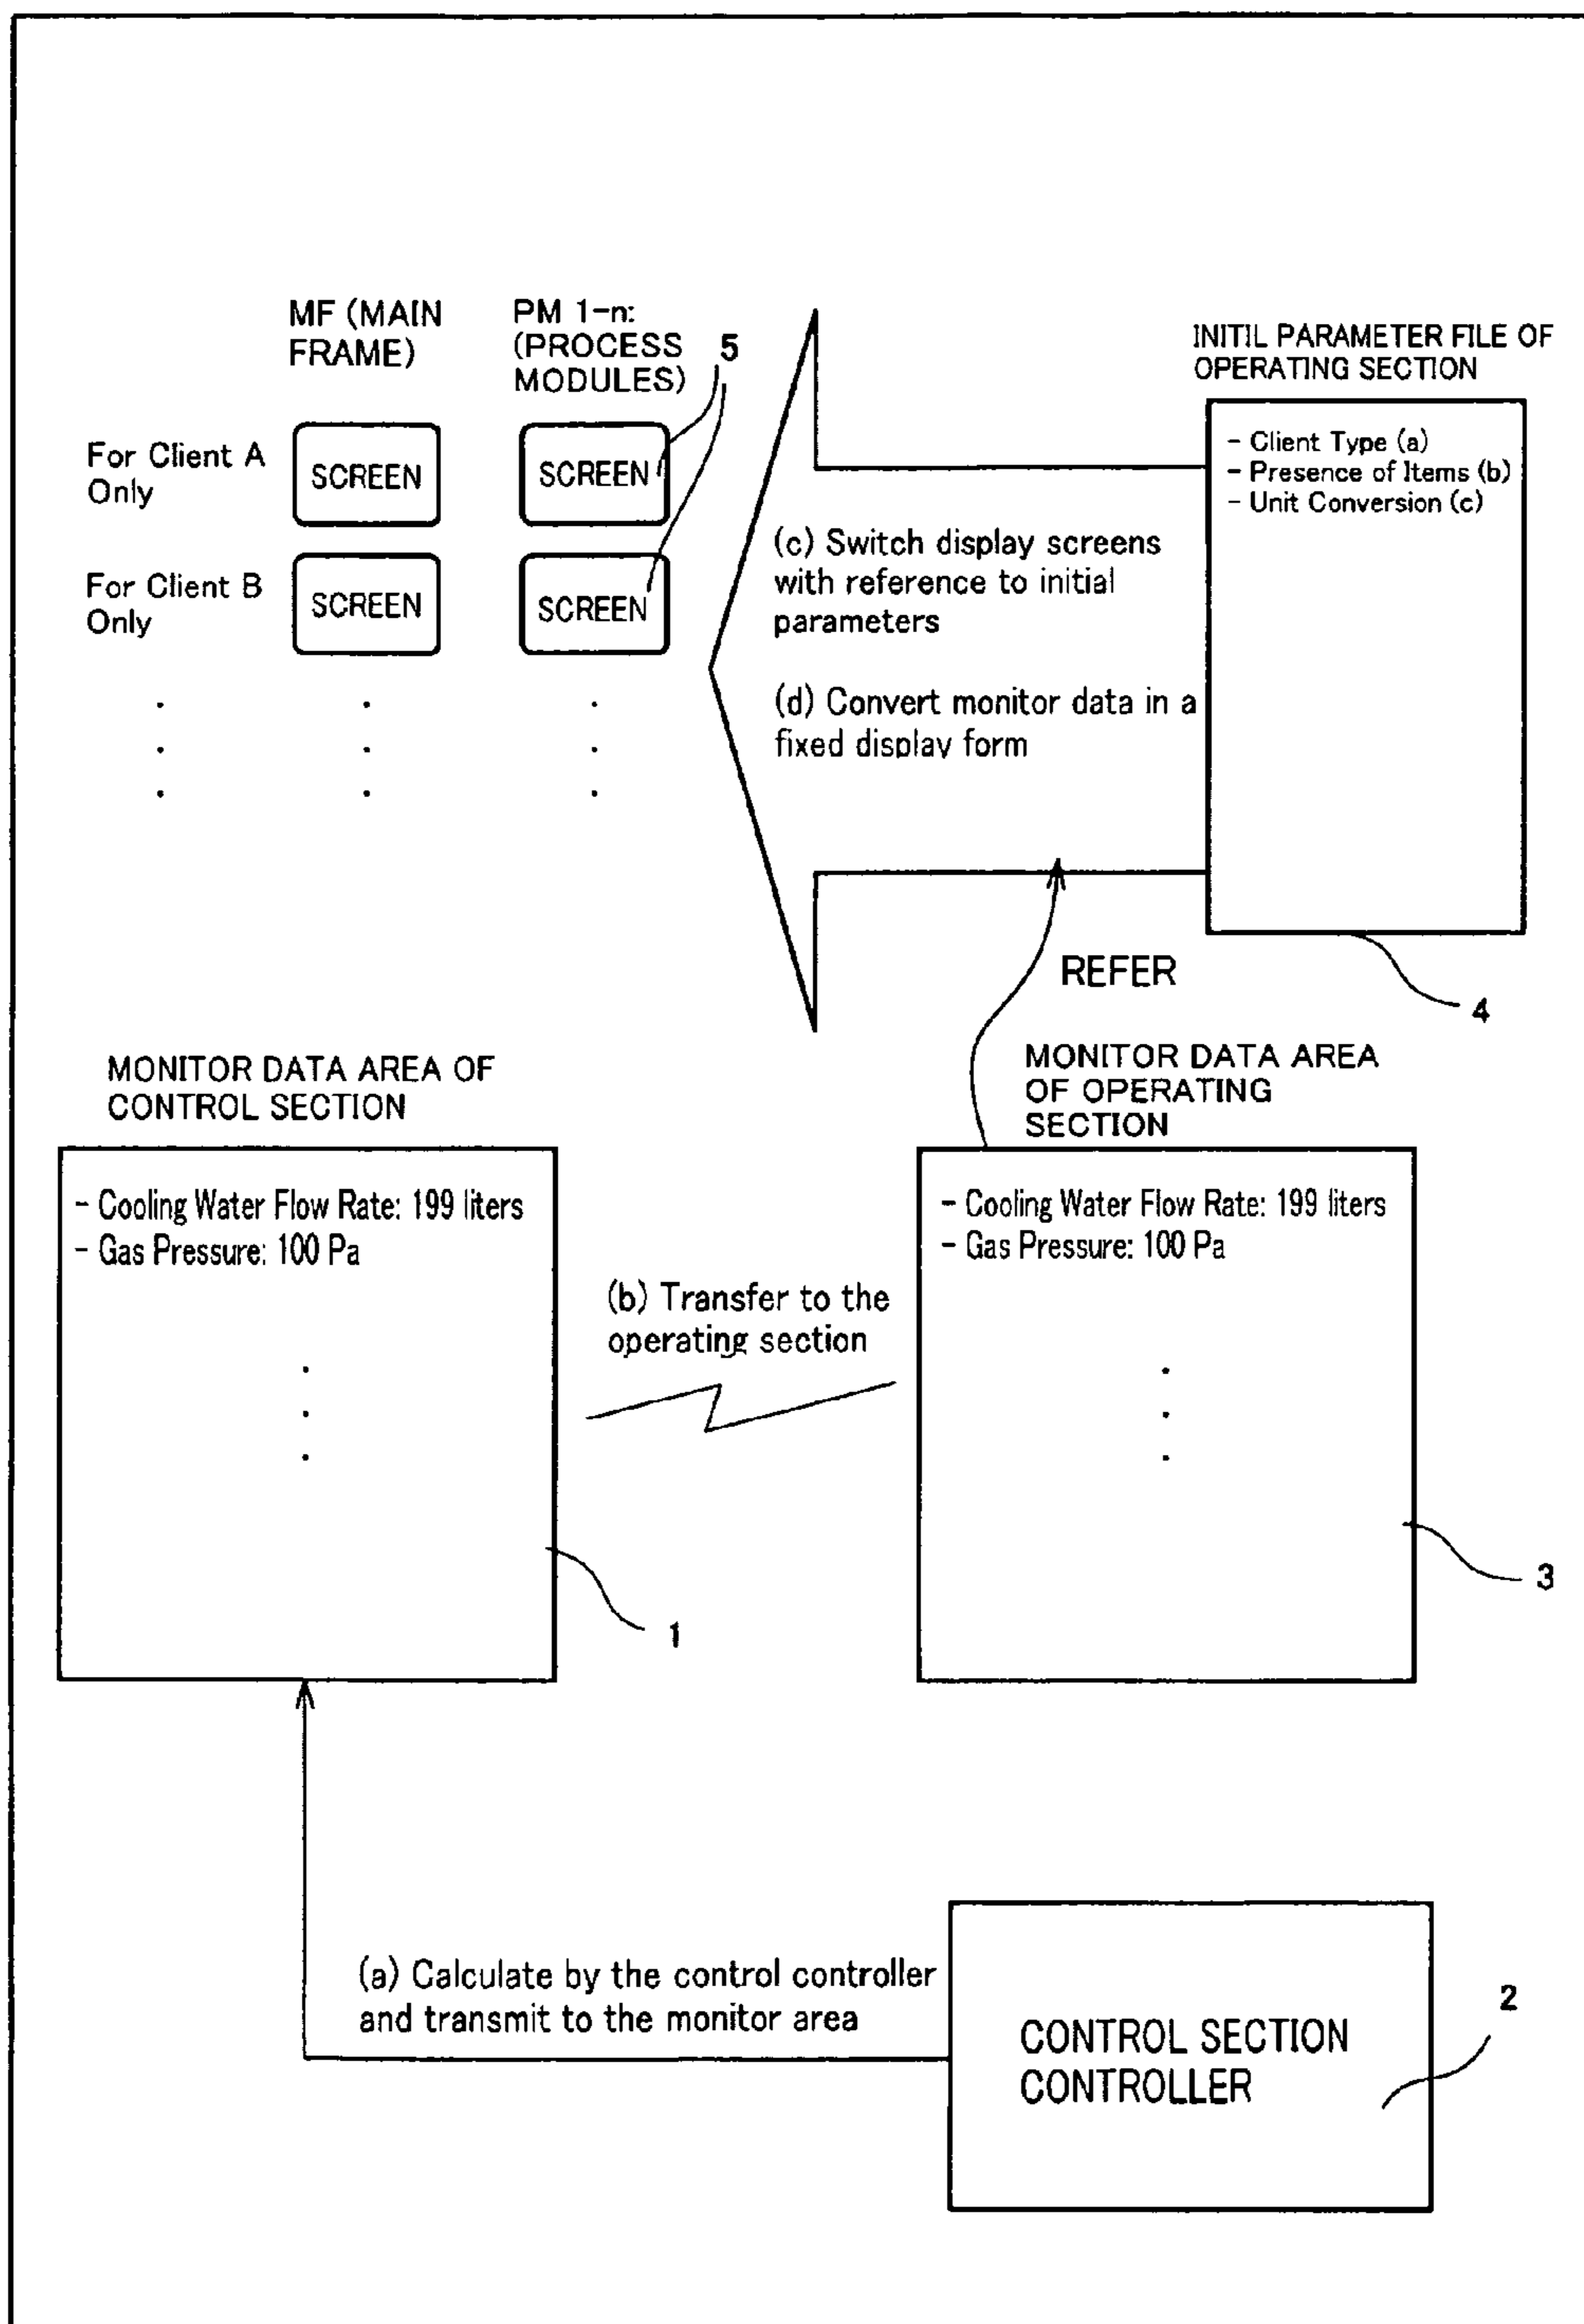 MF (MAIN
FRAME)
PM 1-n:
(PROCESS
MODULES)
5
INITIL PARAMETER FILE OF
OPERATING SECTION
For Client A
Only
SCREEN
SCREEN
For Client B
Only
SCREEN
SCREEN
(c) Switch display screens
with reference to initial
parameters
(d) Convert monitor data in a
fixed display form
- Client Type (a)
- Presence of Items (b)
- Unit Conversion (c)
REFER
4
MONITOR DATA AREA OF
CONTROL SECTION
MONITOR DATA AREA
OF OPERATING
SECTION
- Cooling Water Flow Rate: 199 liters
- Gas Pressure: 100 Pa
(b) Transfer to the
operating section
- Cooling Water Flow Rate: 199 liters
- Gas Pressure: 100 Pa
1
3
(a) Calculate by the control controller
and transmit to the monitor area
CONTROL SECTION
CONTROLLER
2